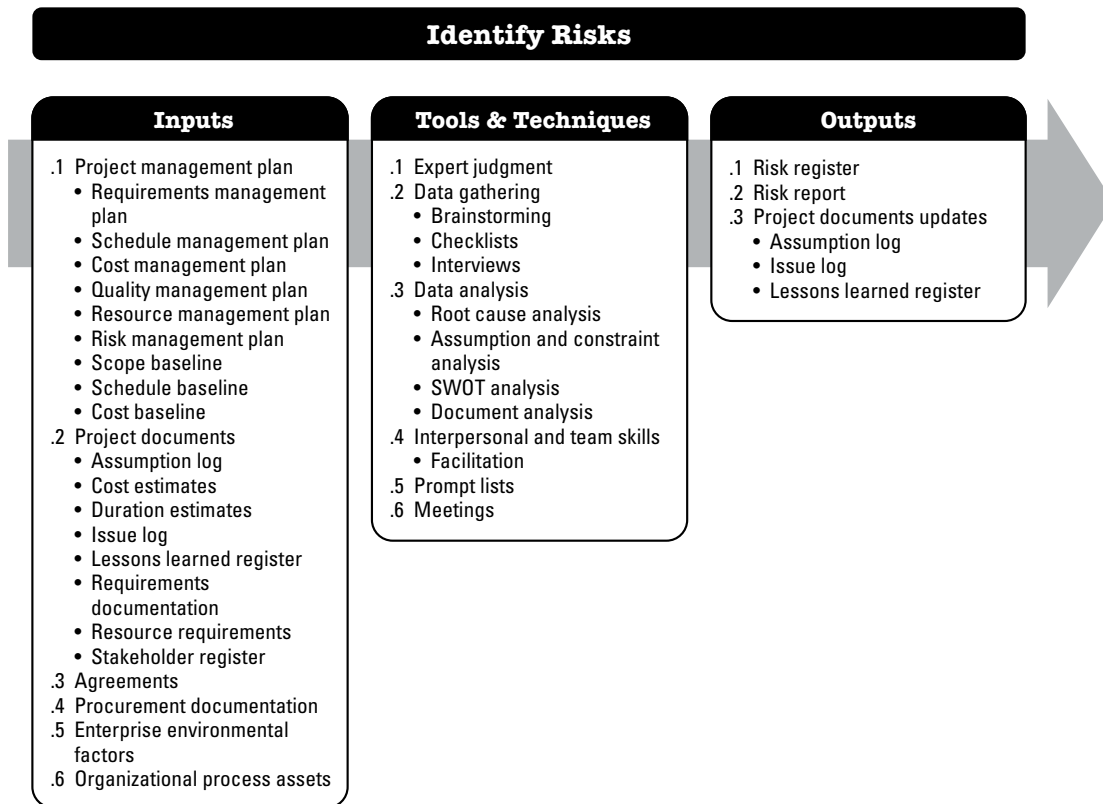 Identify Risks
Inputs
.1 Project management plan
• Requirements management
plan
• Schedule management plan
• Cost management plan
• Quality management plan
• Resource management plan
• Risk management plan
• Scope baseline
• Schedule baseline
• Cost baseline
.2 Project documents
• Assumption log
• Cost estimates
• Duration estimates
• Issue log
• Lessons learned register
• Requirements
documentation
• Resource requirements
• Stakeholder register
.3 Agreements
.4 Procurement documentation
.5 Enterprise environmental
factors
.6 Organizational process assets
Tools & Techniques
.1 Expert judgment
.2 Data gathering
• Brainstorming
• Checklists
• Interviews
.3 Data analysis
• Root cause analysis
• Assumption and constraint
analysis
• SWOT analysis
• Document analysis
.4 Interpersonal and team skills
• Facilitation
.5 Prompt lists
.6 Meetings
Outputs
.1 Risk register
.2 Risk report
.3 Project documents updates
• Assumption log
• Issue log
• Lessons learned register